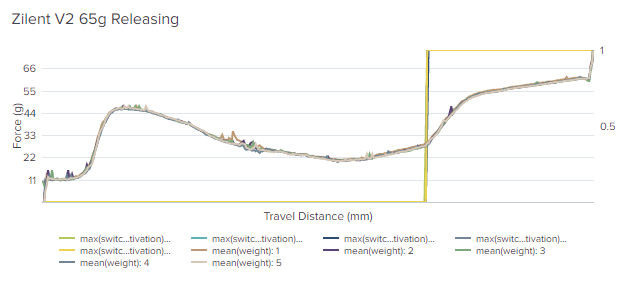 Zilent V2 65g Releasing
66
55
44
33
22
11
Force (g)
1
0.5
Travel Distance (mm)
max(switc...tivation)... max(switc...tivation)... max(switc...tivation)... max(switc...tivation)...
max(switc...tivation)... mean(weight): 1 mean(weight): 2 mean(weight): 3
mean(weight): 4 mean(weight): 5